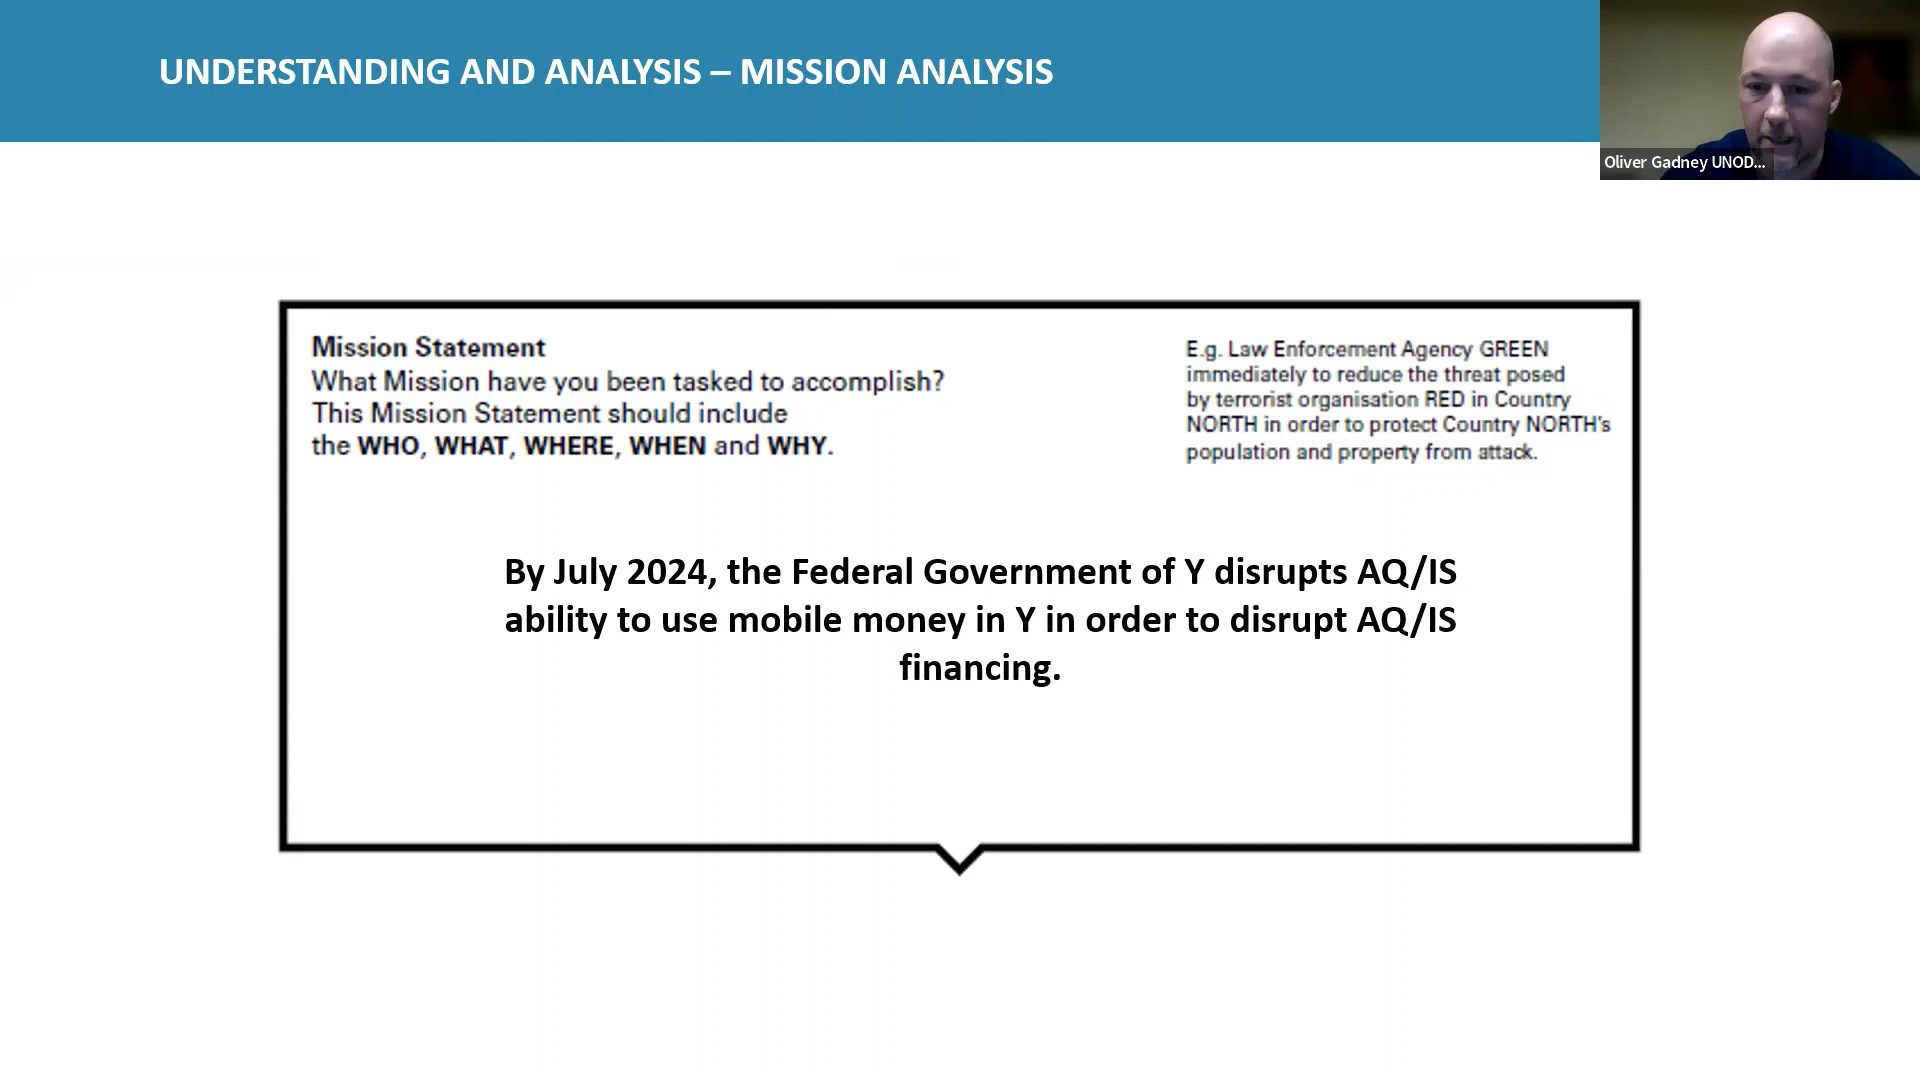 UNDERSTANDING AND ANALYSIS – MISSION ANALYSIS
Oliver Gadney UNOD...
Mission Statement
What Mission have you been tasked to accomplish?
This Mission Statement should include
the WHO, WHAT, WHERE, WHEN and WHY.
E.g. Law Enforcement Agency GREEN
immediately to reduce the threat posed
by terrorist organisation RED in Country
NORTH in order to protect Country NORTH's
population and property from attack.
By July 2024, the Federal Government of Y disrupts AQ/IS
ability to use mobile money in Y in order to disrupt AQ/IS
financing.